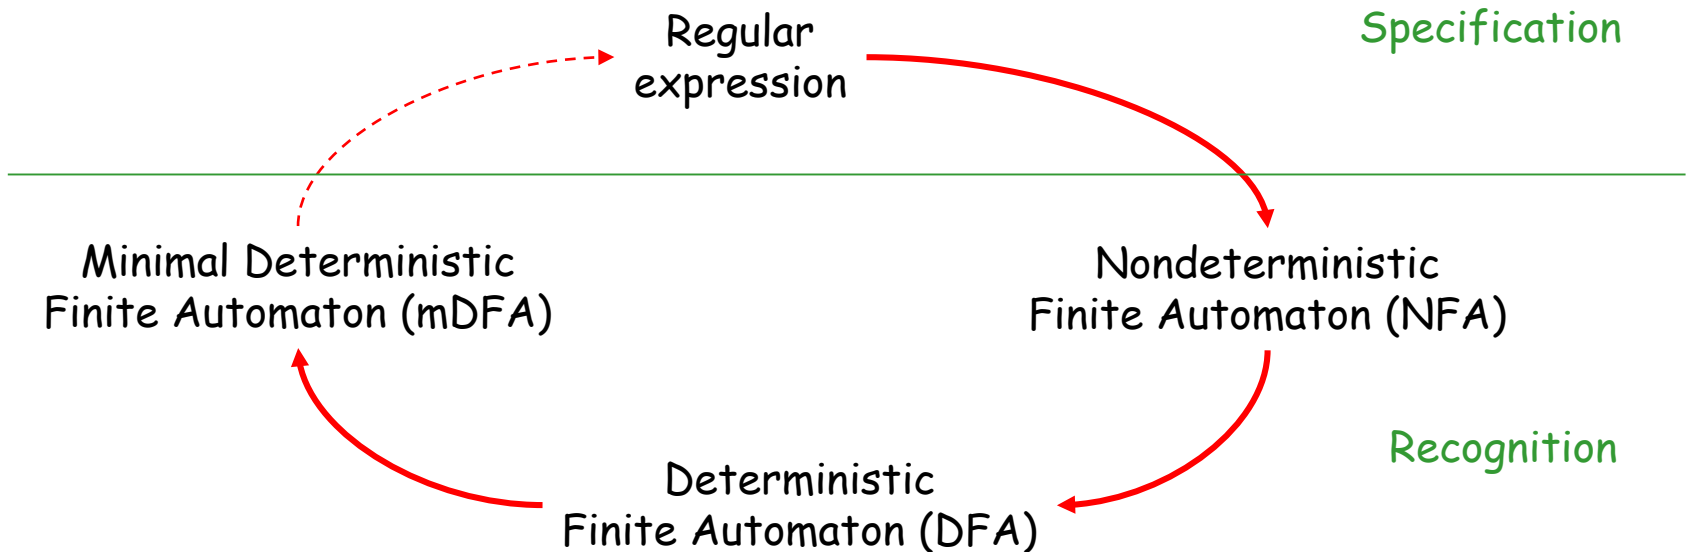 Regular
expression
Specification
Minimal Deterministic
Finite Automaton (mDFA)
Nondeterministic
Finite Automaton (NFA)
Recognition
Deterministic
Finite Automaton (DFA)